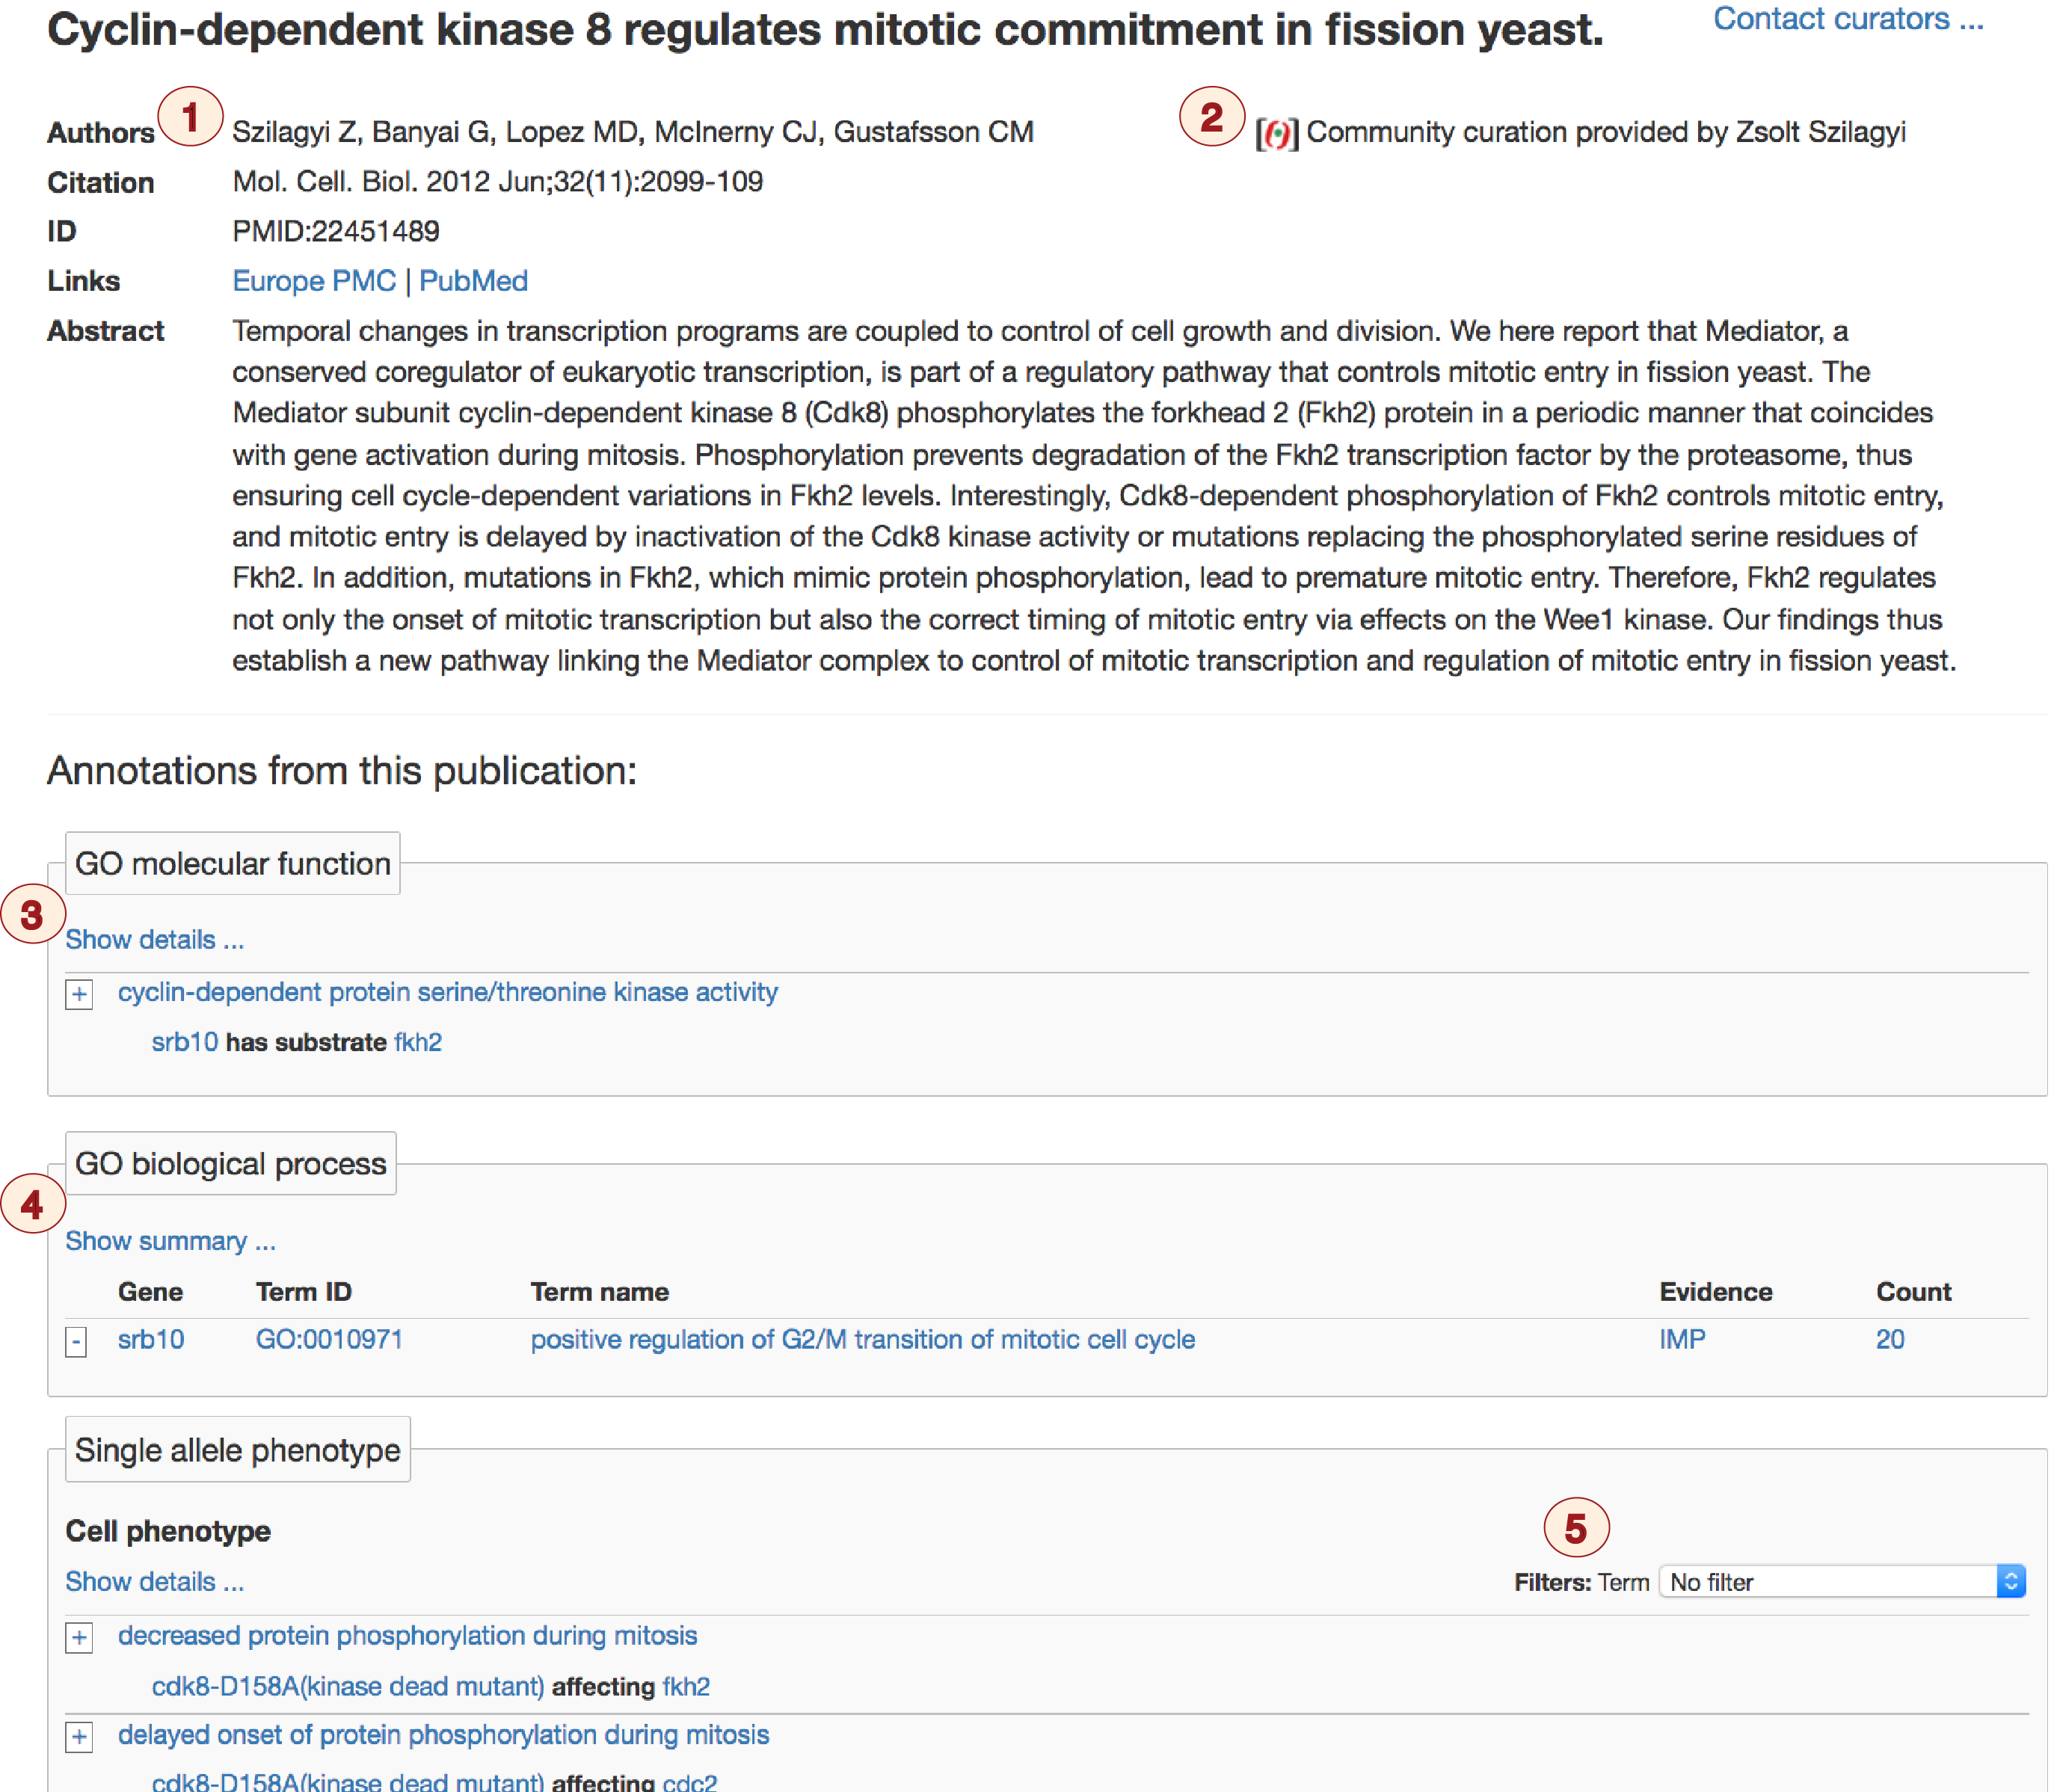 Cyclin-dependent kinase 8 regulates mitotic commitment in fission yeast.
Contact curators ...
1
2
Authors Szilagyi Z, Banyai G, Lopez MD, McInerny CJ, Gustafsson CM
Community curation provided by Zsolt Szilagyi
Citation Mol. Cell. Biol. 2012 Jun;32(11):2099-109
ID PMID:22451489
Links Europe PMC | PubMed
Abstract Temporal changes in transcription programs are coupled to control of cell growth and division. We here report that Mediator, a
conserved coregulator of eukaryotic transcription, is part of a regulatory pathway that controls mitotic entry in fission yeast. The
Mediator subunit cyclin-dependent kinase 8 (Cdk8) phosphorylates the forkhead 2 (Fkh2) protein in a periodic manner that coincides
with gene activation during mitosis. Phosphorylation prevents degradation of the Fkh2 transcription factor by the proteasome, thus
ensuring cell cycle-dependent variations in Fkh2 levels. Interestingly, Cdk8-dependent phosphorylation of Fkh2 controls mitotic entry,
and mitotic entry is delayed by inactivation of the Cdk8 kinase activity or mutations replacing the phosphorylated serine residues of
Fkh2. In addition, mutations in Fkh2, which mimic protein phosphorylation, lead to premature mitotic entry. Therefore, Fkh2 regulates
not only the onset of mitotic transcription but also the correct timing of mitotic entry via effects on the Wee1 kinase. Our findings thus
establish a new pathway linking the Mediator complex to control of mitotic transcription and regulation of mitotic entry in fission yeast.
Annotations from this publication:
GO molecular function
3
Show details ...
+ cyclin-dependent protein serine/threonine kinase activity
srb10 has substrate fkh2
GO biological process
4
Show summary ...
Gene Term ID Term name Evidence Count
- srb10 GO:0010971 positive regulation of G2/M transition of mitotic cell cycle IMP 20
Single allele phenotype
5
Cell phenotype
Show details ...
Filters: Term No filter
+ decreased protein phosphorylation during mitosis
cdk8-D158A(kinase dead mutant) affecting fkh2
+ delayed onset of protein phosphorylation during mitosis
cdk8-D158A(kinase dead mutant) affecting cdc2